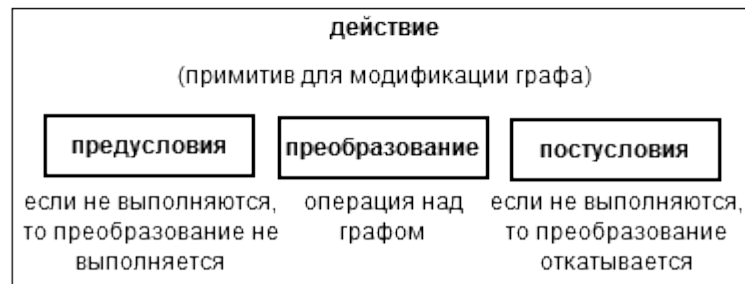 действие
(примитив для модификации графа)
предусловия преобразование постусловия
если не выполняются, операция над если не выполняются,
то преобразование не графом то преобразование
выполняется откатывается